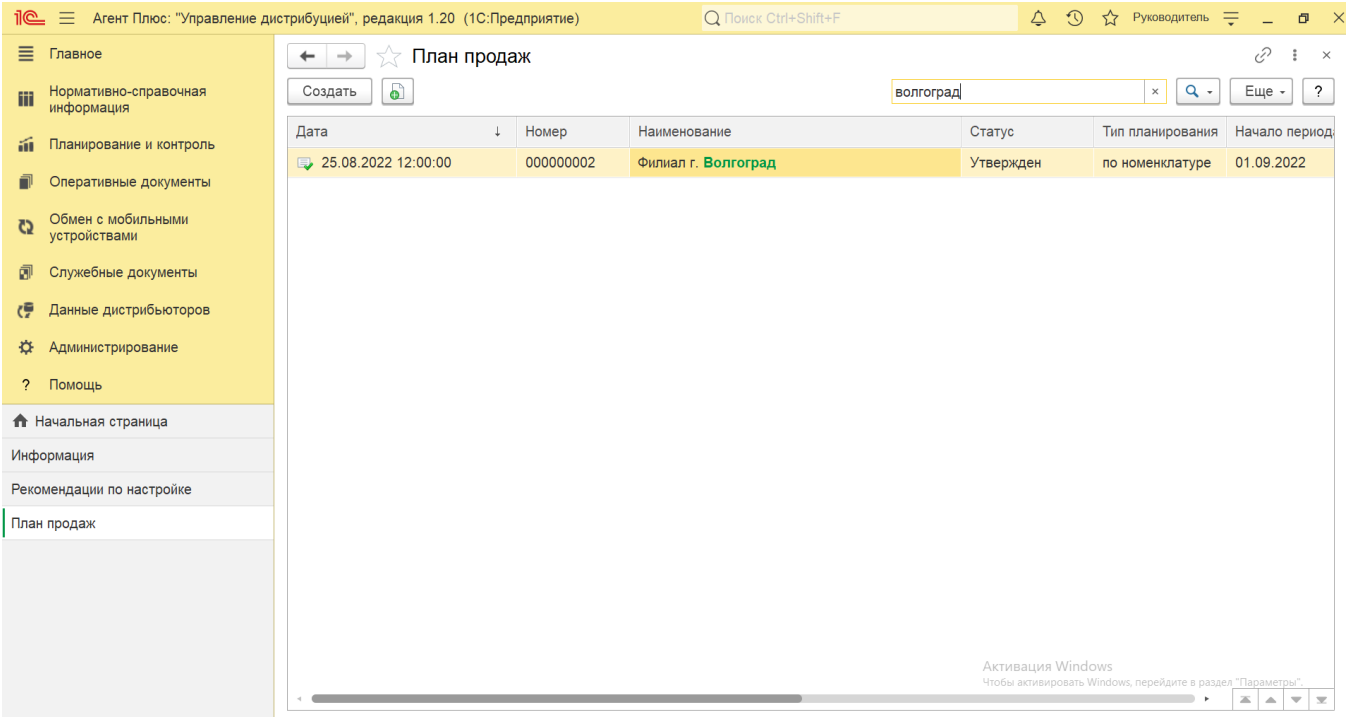 1С Агент Плюс: "Управление дистрибуцией", редакция 1.20 (1С:Предприятие) Поиск Ctrl+Shift+F Руководитель
Главное
Нормативно-справочная
информация
Планирование и контроль
Оперативные документы
Обмен с мобильными
устройствами
Служебные документы
Данные дистрибьюторов
Администрирование
? Помощь
Начальная страница
Информация
Рекомендации по настройке
План продаж
План продаж
Создать волгоград × Еще ?
Дата ↓ Номер Наименование Статус Тип планирования Начало период
25.08.2022 12:00:00 000000002 Филиал г. Волгоград Утвержден по номенклатуре 01.09.2022
Активация Windows
Чтобы активировать Windows, перейдите в раздел "Параметры".